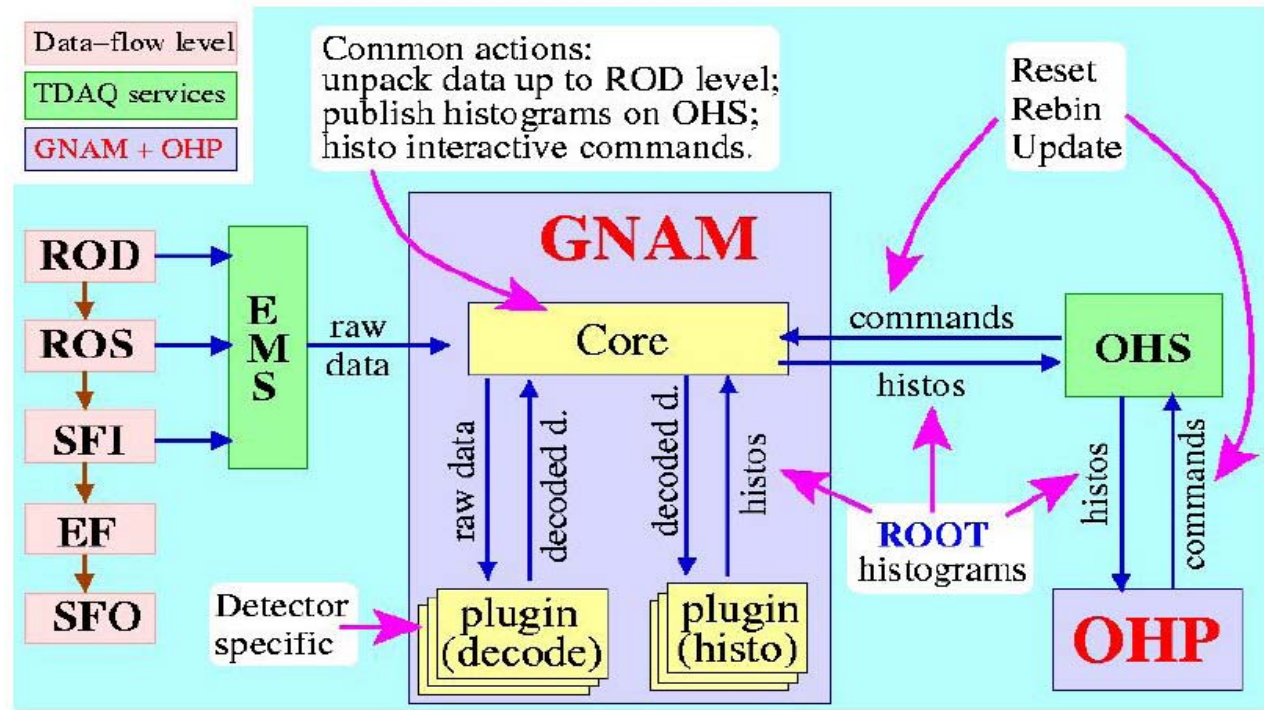 Data-flow level
TDAQ services
GNAM + OHP
Common actions:
unpack data up to ROD level;
publish histograms on OHS;
histo interactive commands.
Reset
Rebin
Update
ROD
ROS
SFI
EF
SFO
E
M
S
raw
data
GNAM
Core
commands
histos
OHS
raw data
decoded d.
decoded d.
histos
histos
commands
ROOT
histograms
Detector
specific
plugin
(decode)
plugin
(histo)
OHP